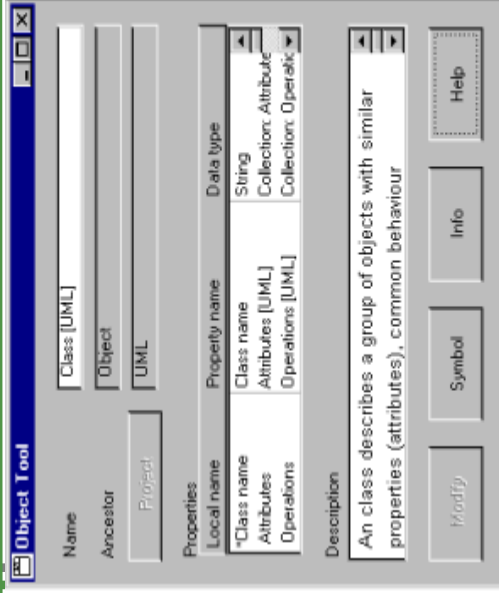 Object Tool
Name Class [UML]
Ancestor Object
Project UML
Properties
Local name Property name Data type
*Class name Class name String
Attributes Attributes [UML] Collection: Attribute
Operations Operations [UML] Collection: Operatic
Description
An class describes a group of objects with similar
properties (attributes), common behaviour
Modify Symbol Info Help